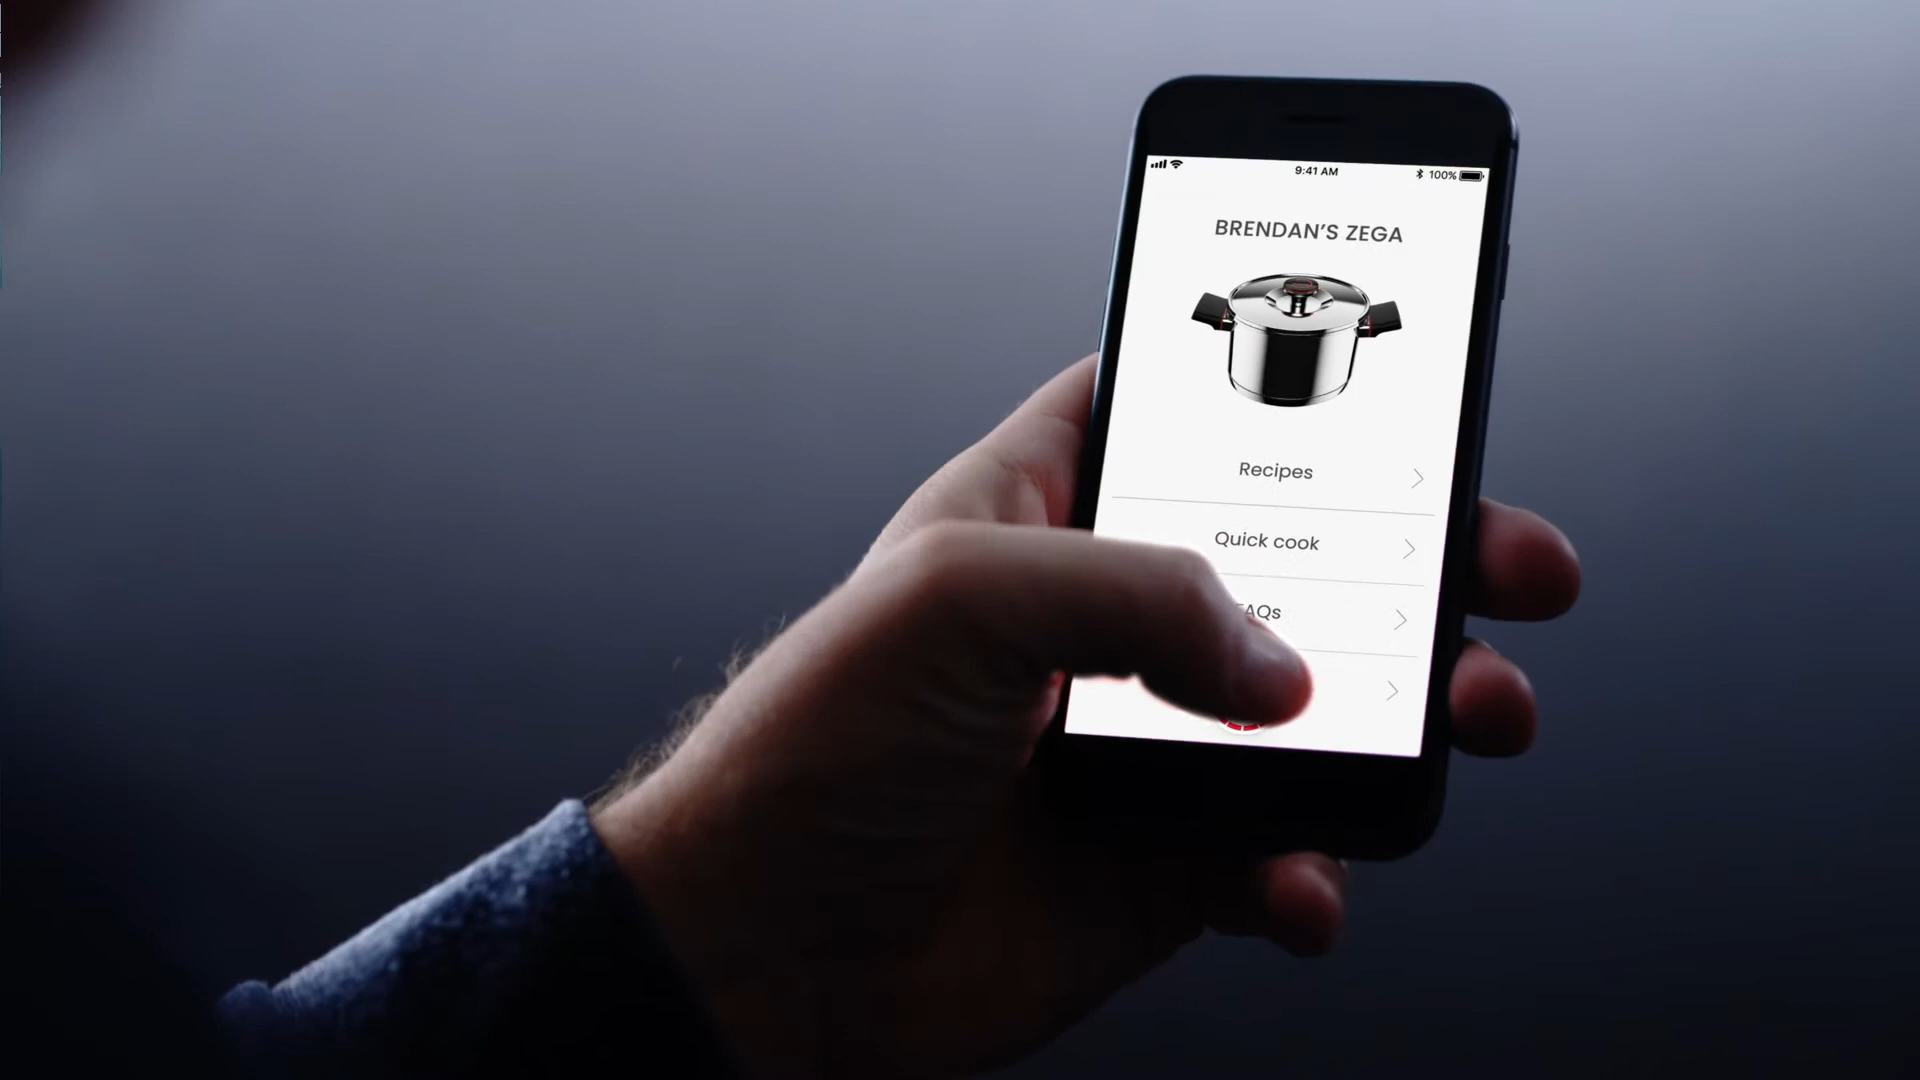 9:41 AM
100%
BRENDAN'S ZEGA
Recipes
Quick cook
AQs